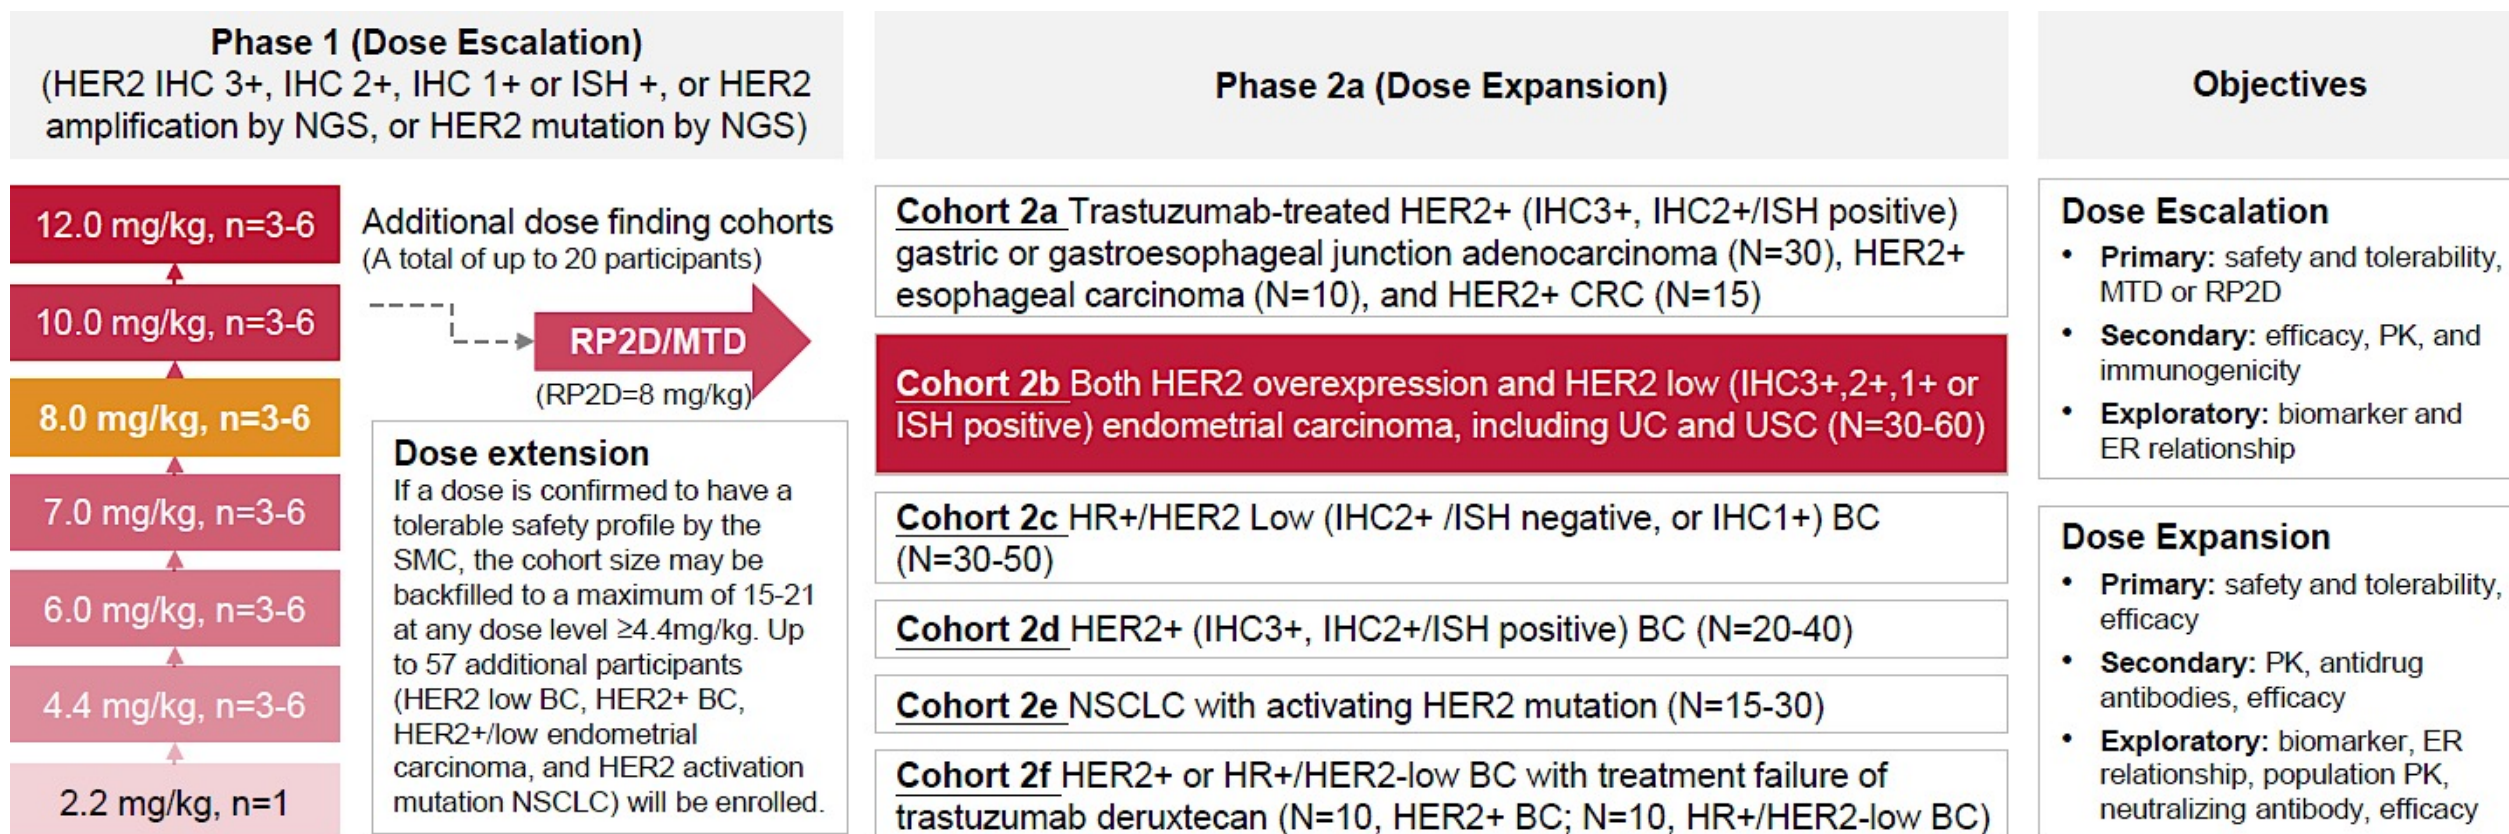 Phase 1 (Dose Escalation)
(HER2 IHC 3+, IHC 2+, IHC 1+ or ISH +, or HER2
amplification by NGS, or HER2 mutation by NGS)
12.0 mg/kg, n=3-6
10.0 mg/kg, n=3-6
8.0 mg/kg, n=3-6
7.0 mg/kg, n=3-6
6.0 mg/kg, n=3-6
4.4 mg/kg, n=3-6
2.2 mg/kg, n=1
Additional dose finding cohorts
(A total of up to 20 participants)
RP2D/MTD
(RP2D=8 mg/kg)
Dose extension
If a dose is confirmed to have a
tolerable safety profile by the
SMC, the cohort size may be
backfilled to a maximum of 15-21
at any dose level ≥4.4mg/kg. Up
to 57 additional participants
(HER2 low BC, HER2+ BC,
HER2+/low endometrial
carcinoma, and HER2 activation
mutation NSCLC) will be enrolled.
Phase 2a (Dose Expansion)
Cohort 2a Trastuzumab-treated HER2+ (IHC3+, IHC2+/ISH positive)
gastric or gastroesophageal junction adenocarcinoma (N=30), HER2+
esophageal carcinoma (N=10), and HER2+ CRC (N=15)
Cohort 2b Both HER2 overexpression and HER2 low (IHC3+,2+,1+ or
ISH positive) endometrial carcinoma, including UC and USC (N=30-60)
Cohort 2c HR+/HER2 Low (IHC2+ /ISH negative, or IHC1+) BC
(N=30-50)
Cohort 2d HER2+ (IHC3+, IHC2+/ISH positive) BC (N=20-40)
Cohort 2e NSCLC with activating HER2 mutation (N=15-30)
Cohort 2f HER2+ or HR+/HER2-low BC with treatment failure of
trastuzumab deruxtecan (N=10, HER2+ BC; N=10, HR+/HER2-low BC)
Objectives
Dose Escalation
• Primary: safety and tolerability,
MTD or RP2D
• Secondary: efficacy, PK, and
immunogenicity
• Exploratory: biomarker and
ER relationship
Dose Expansion
• Primary: safety and tolerability,
efficacy
• Secondary: PK, antidrug
antibodies, efficacy
• Exploratory: biomarker, ER
relationship, population PK,
neutralizing antibody, efficacy